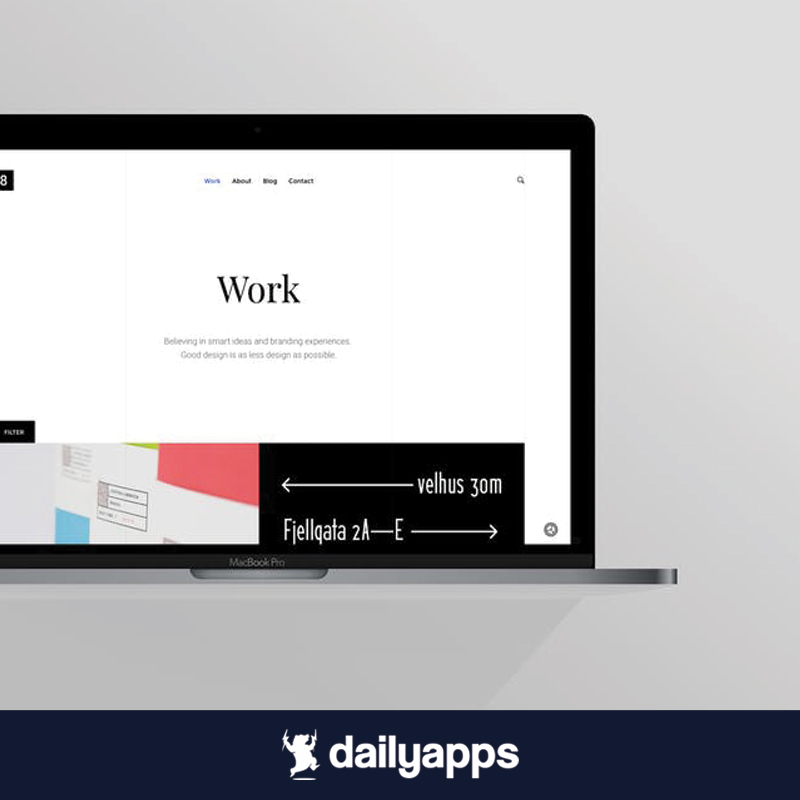 8
Work About Blog Contact
Work
Believing in smart ideas and branding experiences.
Good design is as less design as possible.
FILTER
velhus 30m
Fjellgata 2A—E
MacBook Pro
dailyapps